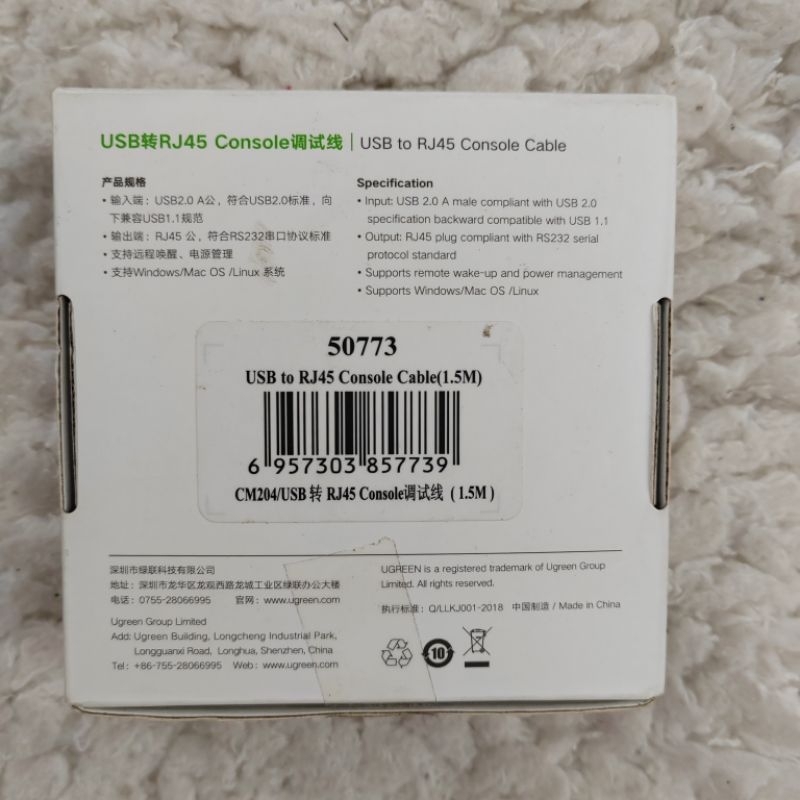 USB转RJ45 Console调试线 | USB to RJ45 Console Cable
产品规格
• 输入端：USB2.0 A公，符合USB2.0标准，向
下兼容USB1.1规范
• 输出端：RJ45 公，符合RS232串口协议标准
• 支持远程唤醒、电源管理
• 支持Windows/Mac OS /Linux 系统
Specification
• Input: USB 2.0 A male compliant with USB 2.0
specification backward compatible with USB 1.1
• Output: RJ45 plug compliant with RS232 serial
protocol standard
• Supports remote wake-up and power management
• Supports Windows/Mac OS /Linux
50773
USB to RJ45 Console Cable(1.5M)
6 957303 857739
CM204/USB 转 RJ45 Console调试线（1.5M）
深圳市绿联科技有限公司
地址：深圳市龙华区龙观西路龙城工业区绿联办公大楼
电话：0755-28066995 官网：www.ugreen.com
Ugreen Group Limited
Add: Ugreen Building, Longcheng Industrial Park,
Longguanxi Road, Longhua, Shenzhen, China
Tel: +86-755-28066995 Web: www.ugreen.com
UGREEN is a registered trademark of Ugreen Group
Limited. All rights reserved.
执行标准：Q/LLKJ001-2018 中国制造 / Made in China
10